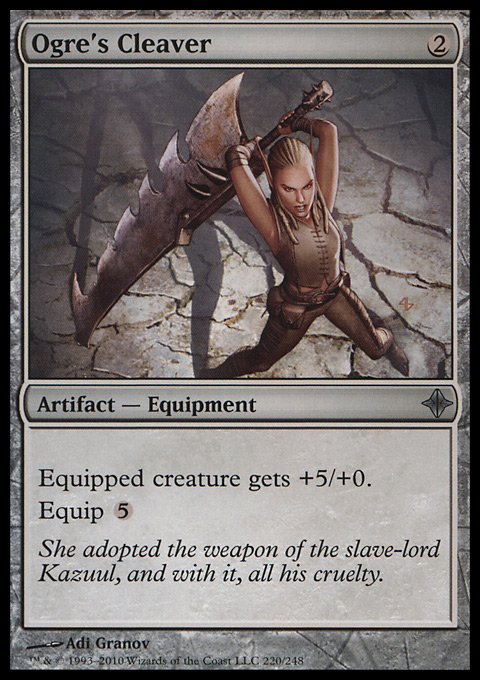 Ogre's Cleaver 2
Artifact — Equipment
Equipped creature gets +5/+0.
Equip 5
She adopted the weapon of the slave-lord
Kazuul, and with it, all his cruelty.
Adi Granov
™ & © 1993–2010 Wizards of the Coast LLC 220/248